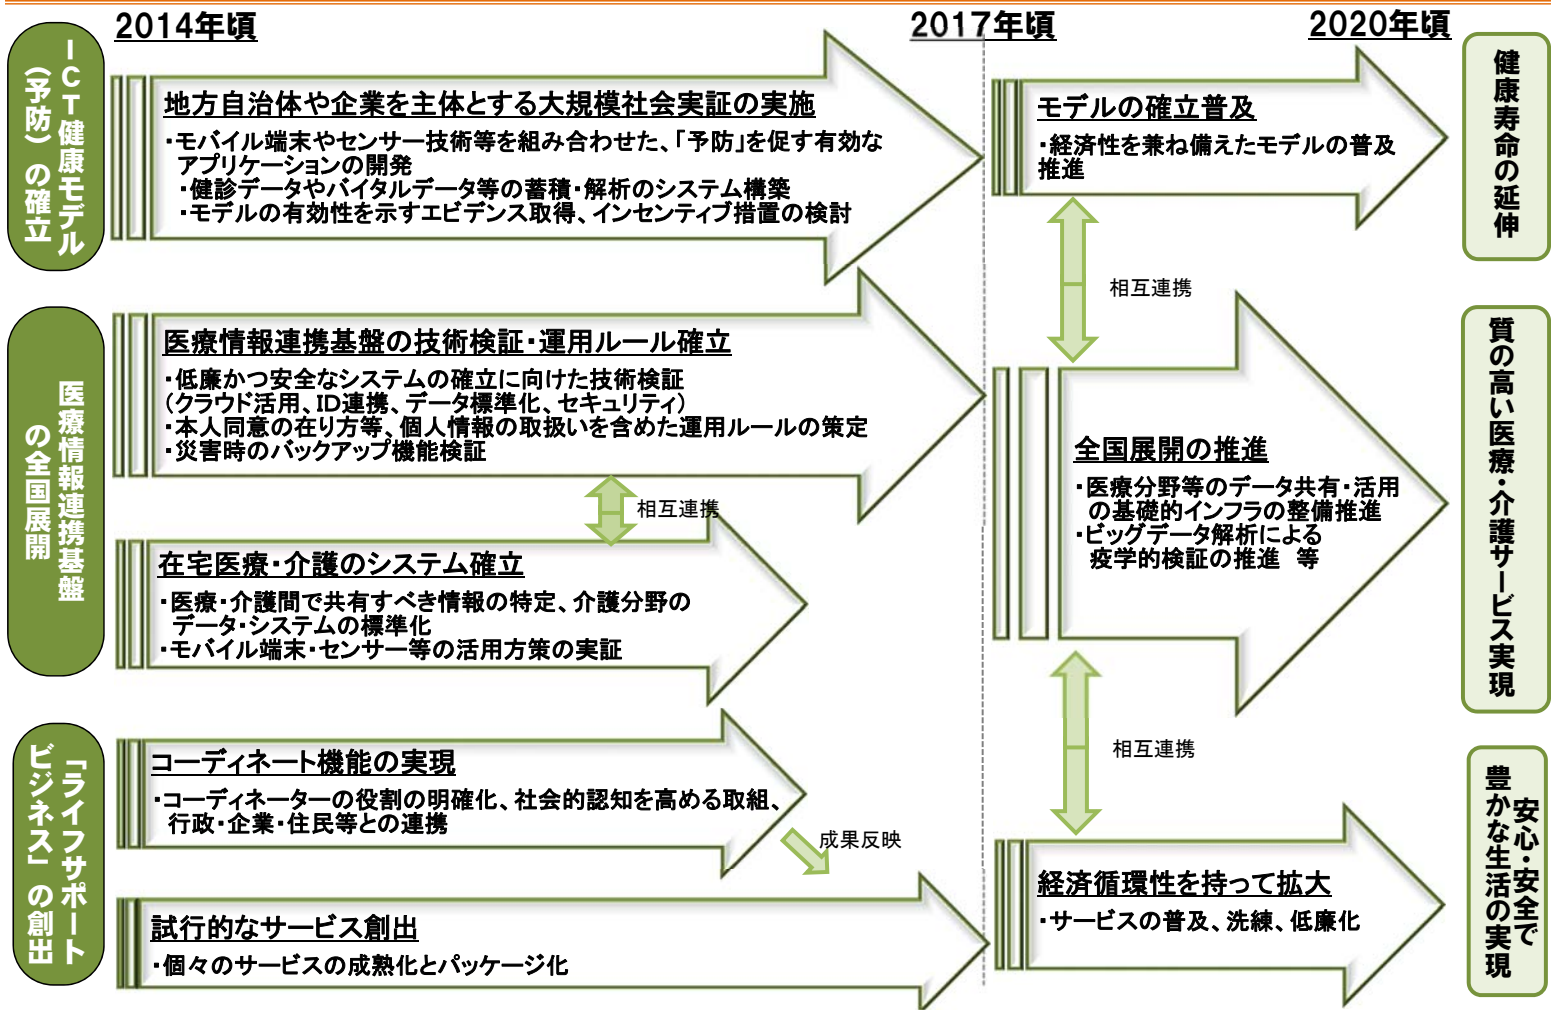 2014年頃
2017年頃
2020年頃
ICT健康モデル
(予防)の確立
地方自治体や企業を主体とする大規模社会実証の実施
・モバイル端末やセンサー技術等を組み合わせた、「予防」を促す有効な
アプリケーションの開発
・健診データやバイタルデータ等の蓄積・解析のシステム構築
・モデルの有効性を示すエビデンス取得、インセンティブ措置の検討
モデルの確立普及
・経済性を兼ね備えたモデルの普及
推進
健康寿命の延伸
相互連携
医療情報連携基盤
の全国展開
医療情報連携基盤の技術検証・運用ルール確立
・低廉かつ安全なシステムの確立に向けた技術検証
(クラウド活用、ID連携、データ標準化、セキュリティ)
・本人同意の在り方等、個人情報の取扱いを含めた運用ルールの策定
・災害時のバックアップ機能検証
相互連携
在宅医療・介護のシステム確立
・医療・介護間で共有すべき情報の特定、介護分野の
データ・システムの標準化
・モバイル端末・センサー等の活用方策の実証
全国展開の推進
・医療分野等のデータ共有・活用
の基礎的インフラの整備推進
・ビッグデータ解析による
疫学的検証の推進 等
質の高い医療・介護サービス実現
相互連携
「ライフサポート
ビジネス」の創出
コーディネート機能の実現
・コーディネーターの役割の明確化、社会的認知を高める取組、
行政・企業・住民等との連携
成果反映
試行的なサービス創出
・個々のサービスの成熟化とパッケージ化
経済循環性を持って拡大
・サービスの普及、洗練、低廉化
安心・安全で
豊かな生活の実現